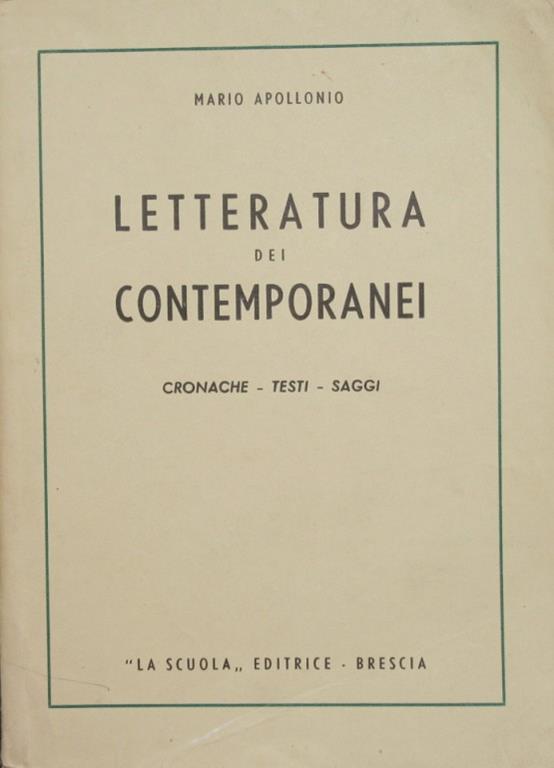 MARIO APOLLONIO
LETTERATURA
DEI
CONTEMPORANEI
CRONACHE - TESTI - SAGGI
"LA SCUOLA„ EDITRICE - BRESCIA